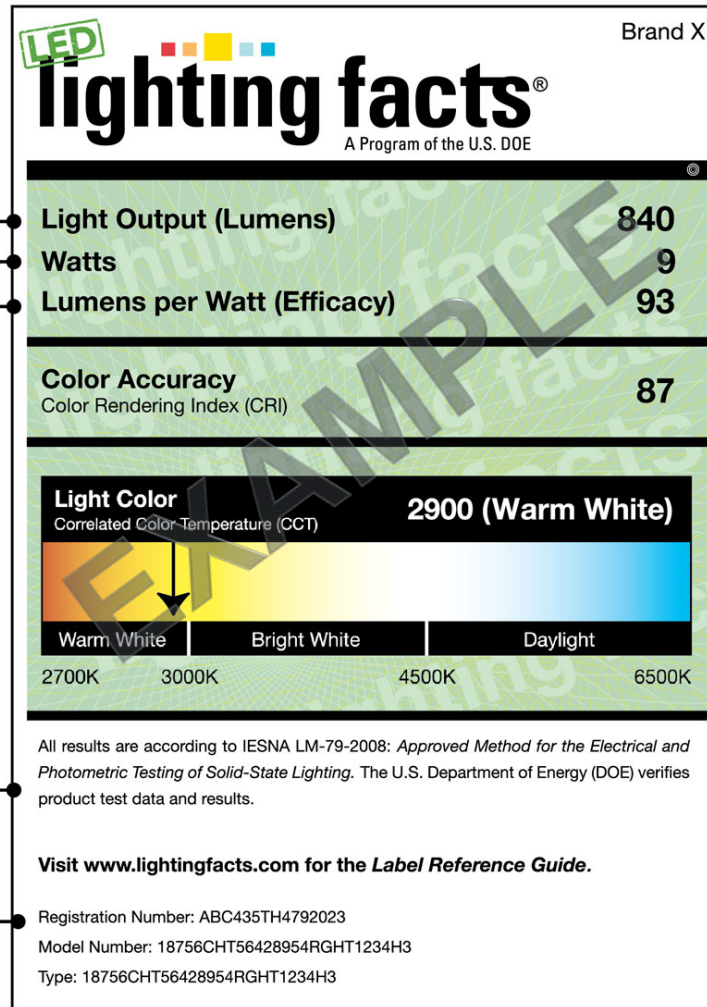 Brand X
LED
lighting facts®
A Program of the U.S. DOE
Light Output (Lumens) 840
Watts 9
Lumens per Watt (Efficacy) 93
Color Accuracy
Color Rendering Index (CRI) 87
Light Color
Correlated Color Temperature (CCT) 2900 (Warm White)
Warm White Bright White Daylight
2700K 3000K 4500K 6500K
EXAMPLE
All results are according to IESNA LM-79-2008: Approved Method for the Electrical and
Photometric Testing of Solid-State Lighting. The U.S. Department of Energy (DOE) verifies
product test data and results.
Visit www.lightingfacts.com for the Label Reference Guide.
Registration Number: ABC435TH4792023
Model Number: 18756CHT56428954RGHT1234H3
Type: 18756CHT56428954RGHT1234H3